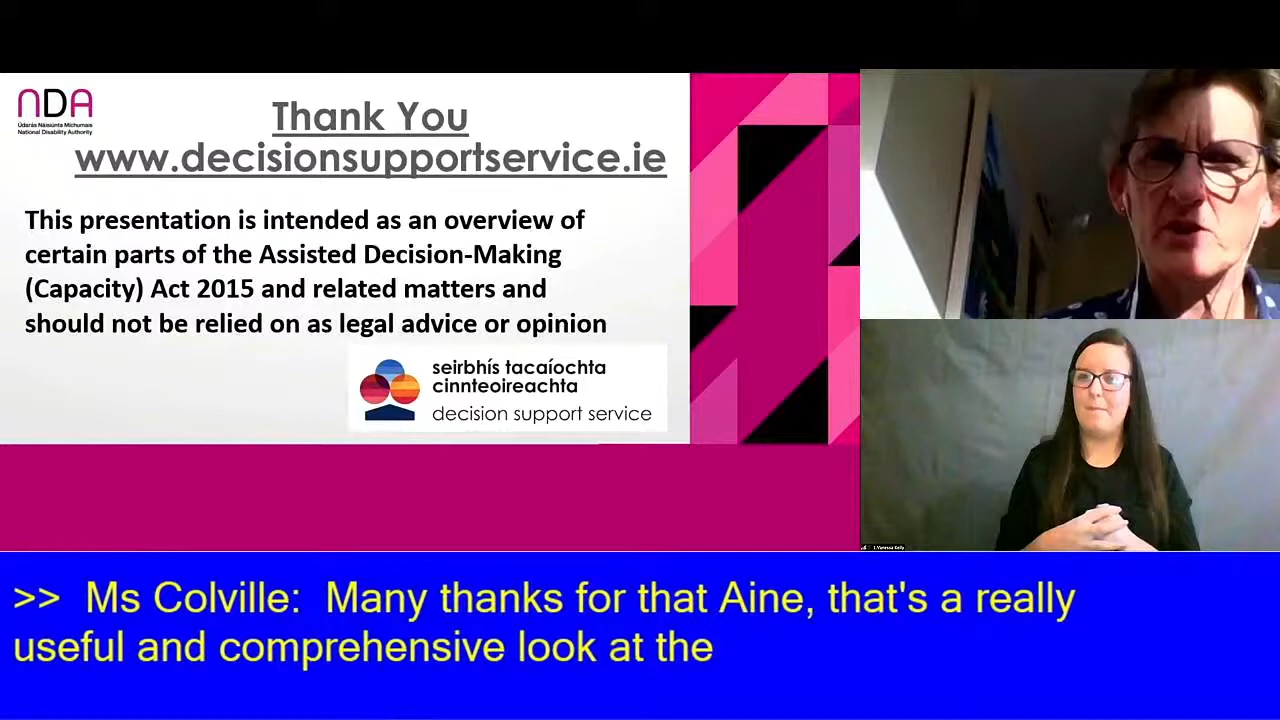 NDA
Údarás Náisiúnta Míchumais
National Disability Authority
Thank You
www.decisionsupportservice.ie
This presentation is intended as an overview of
certain parts of the Assisted Decision-Making
(Capacity) Act 2015 and related matters and
should not be relied on as legal advice or opinion
seirbhís tacaíochta
cinnteoireachta
decision support service
Vanessa Kelly
>>  Ms Colville:  Many thanks for that Aine, that's a really
useful and comprehensive look at the